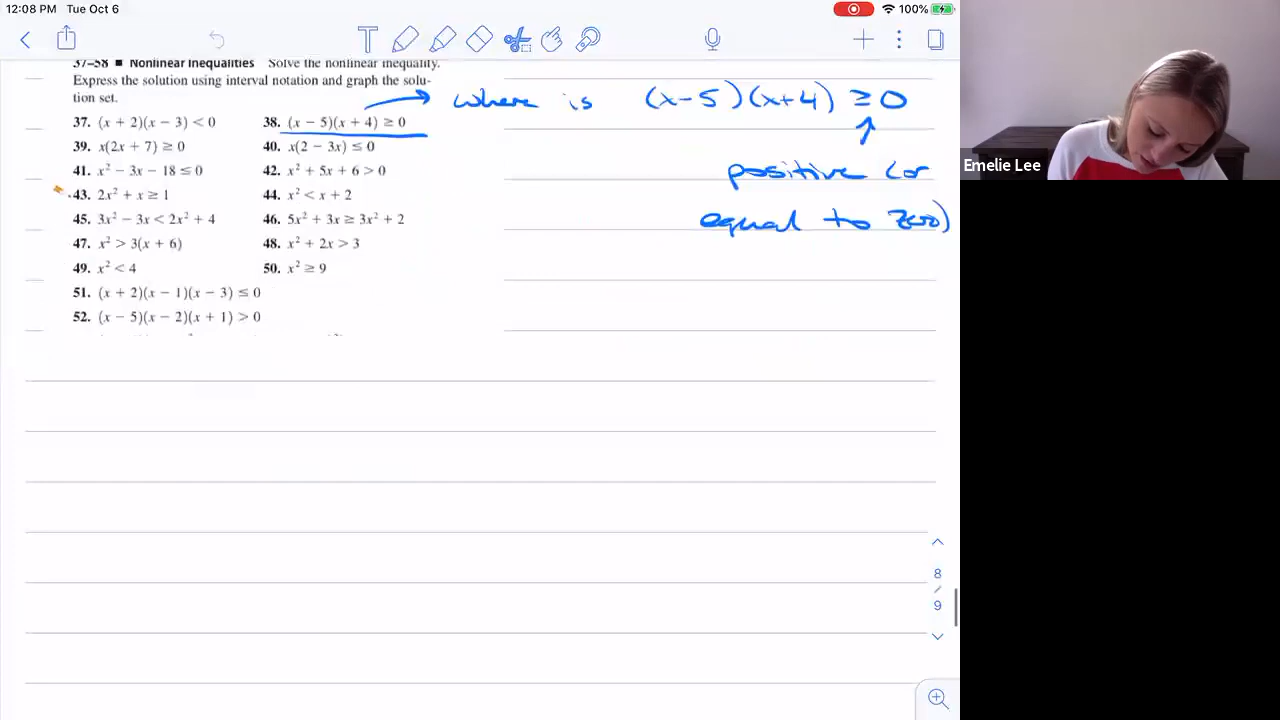 12:08 PM Tue Oct 6
100%
37–58 ■ Nonlinear Inequalities Solve the nonlinear inequality.
Express the solution using interval notation and graph the solu-
tion set.
37. (x + 2)(x − 3) < 0
38. (x − 5)(x + 4) ≥ 0
39. x(2x + 7) ≥ 0
40. x(2 − 3x) ≤ 0
41. x² − 3x − 18 ≤ 0
42. x² + 5x + 6 > 0
43. 2x² + x ≥ 1
44. x² < x + 2
45. 3x² − 3x < 2x² + 4
46. 5x² + 3x ≥ 3x² + 2
47. x² > 3(x + 6)
48. x² + 2x > 3
49. x² < 4
50. x² ≥ 9
51. (x + 2)(x − 1)(x − 3) ≤ 0
52. (x − 5)(x − 2)(x + 1) > 0
where is (x-5)(x+4) ≥ 0
positive (or
equal to zero)
Emelie Lee
8
/
9